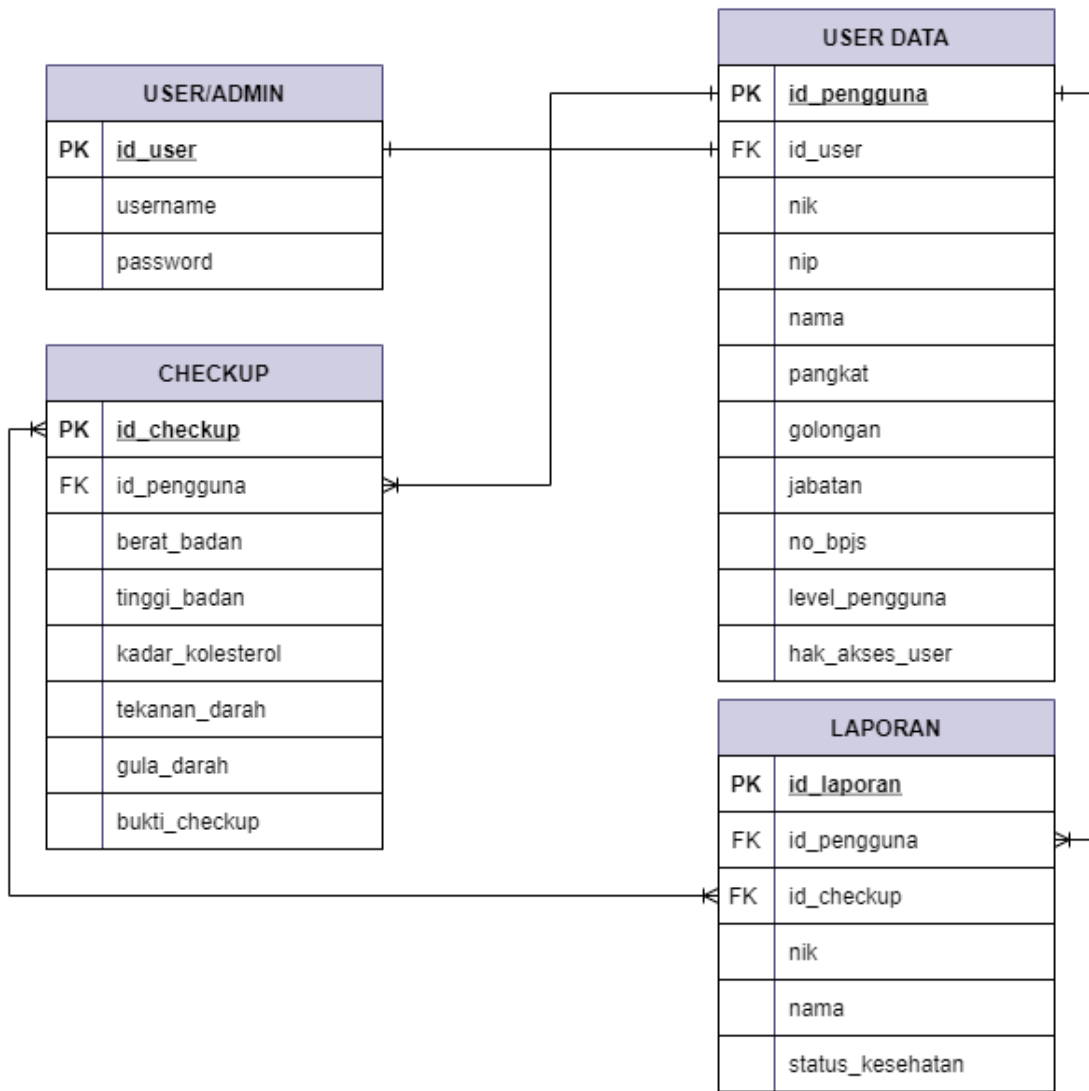 USER/ADMIN
PK id_user
username
password
CHECKUP
PK id_checkup
FK id_pengguna
berat_badan
tinggi_badan
kadar_kolesterol
tekanan_darah
gula_darah
bukti_checkup
USER DATA
PK id_pengguna
FK id_user
nik
nip
nama
pangkat
golongan
jabatan
no_bpjs
level_pengguna
hak_akses_user
LAPORAN
PK id_laporan
FK id_pengguna
FK id_checkup
nik
nama
status_kesehatan